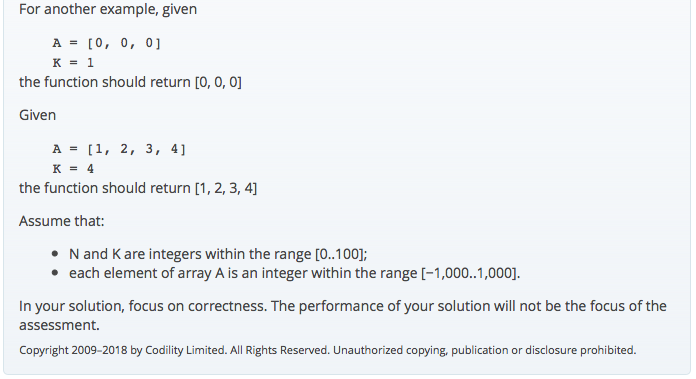 For another example, given
A = [0, 0, 0]
K = 1
the function should return [0, 0, 0]
Given
A = [1, 2, 3, 4]
K = 4
the function should return [1, 2, 3, 4]
Assume that:
• N and K are integers within the range [0..100];
• each element of array A is an integer within the range [−1,000..1,000].
In your solution, focus on correctness. The performance of your solution will not be the focus of the
assessment.
Copyright 2009–2018 by Codility Limited. All Rights Reserved. Unauthorized copying, publication or disclosure prohibited.